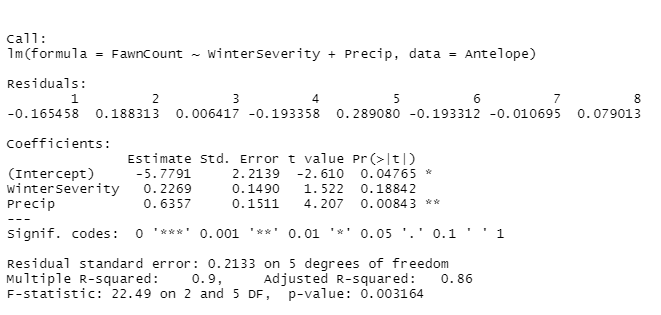 Call:
lm(formula = FawnCount ~ WinterSeverity + Precip, data = Antelope)
Residuals:
1 2 3 4 5 6 7 8
-0.165458 0.188313 0.006417 -0.193358 0.289080 -0.193312 -0.010695 0.079013
Coefficients:
Estimate Std. Error t value Pr(>|t|)
(Intercept) -5.7791 2.2139 -2.610 0.04765 *
WinterSeverity 0.2269 0.1490 1.522 0.18842
Precip 0.6357 0.1511 4.207 0.00843 **
---
Signif. codes: 0 '***' 0.001 '**' 0.01 '*' 0.05 '.' 0.1 ' ' 1
Residual standard error: 0.2133 on 5 degrees of freedom
Multiple R-squared: 0.9, Adjusted R-squared: 0.86
F-statistic: 22.49 on 2 and 5 DF, p-value: 0.003164